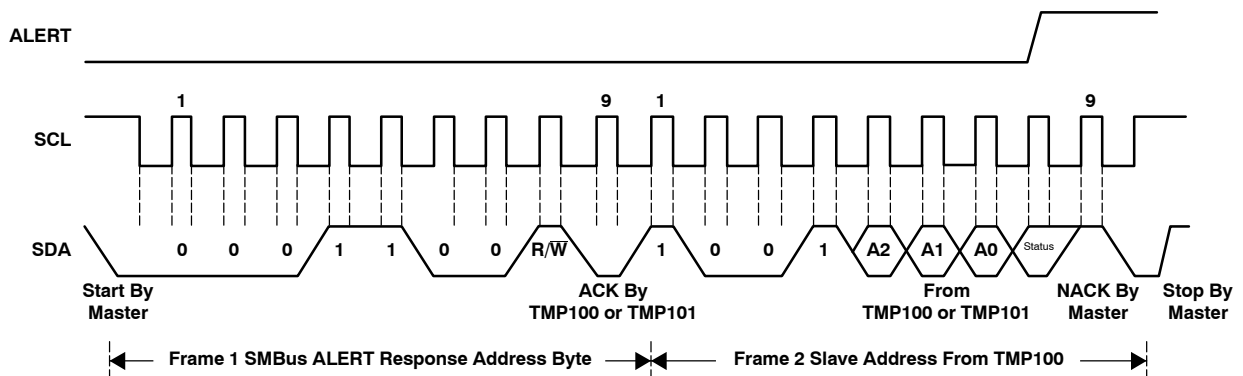 ALERT
1 9 1 9
SCL
SDA 0 0 0 1 1 0 0 R/W̅ 1 0 0 1 A2 A1 A0 Status
Start By ACK By From NACK By Stop By
Master TMP100 or TMP101 TMP100 or TMP101 Master Master
Frame 1 SMBus ALERT Response Address Byte Frame 2 Slave Address From TMP100